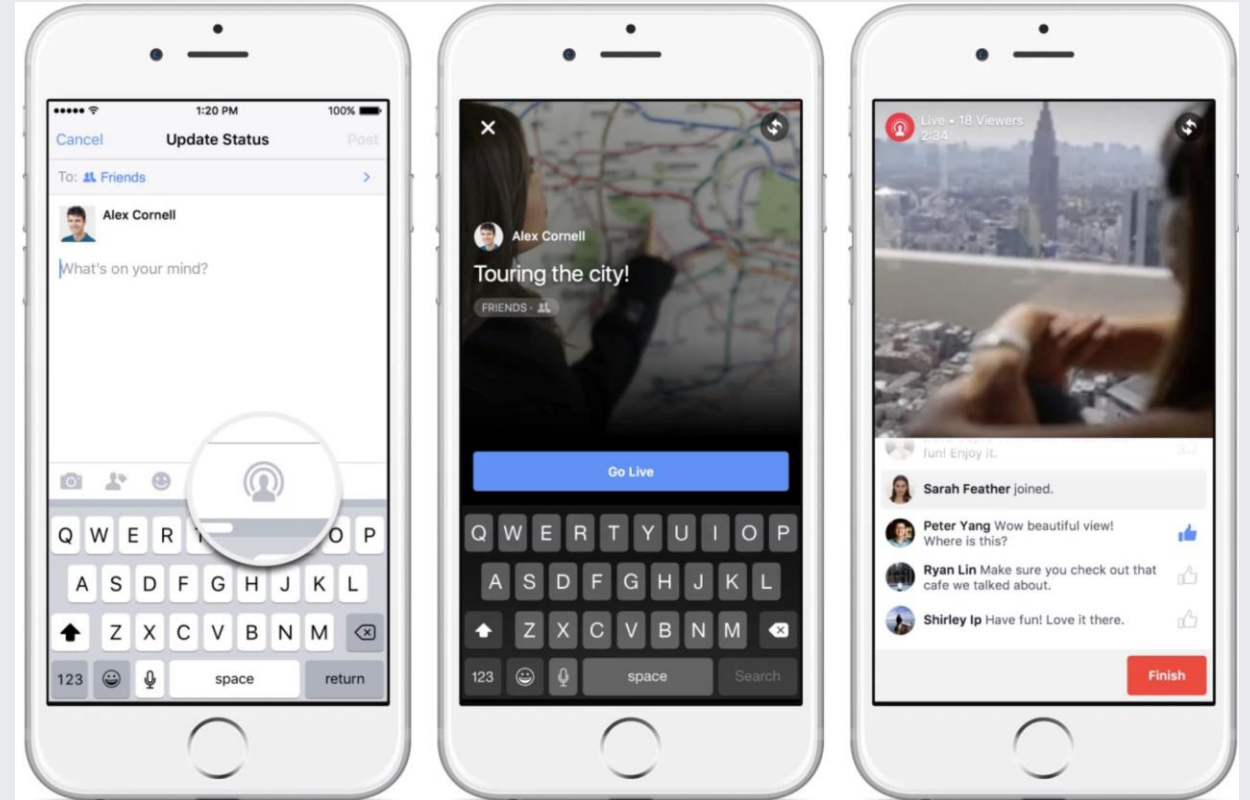 1:20 PM
100%
Cancel
Update Status
Post
To: Friends
Alex Cornell
What's on your mind?
Q W E R T O P
A S D F G H J K L
Z X C V B N M
123
space
return
Alex Cornell
Touring the city!
FRIENDS
Go Live
Q W E R T Y U I O P
A S D F G H J K L
Z X C V B N M
123
space
Search
Live • 18 Viewers
2:34
fun! Enjoy it.
Sarah Feather joined.
Peter Yang Wow beautiful view!
Where is this?
Ryan Lin Make sure you check out that
cafe we talked about.
Shirley Ip Have fun! Love it there.
Finish